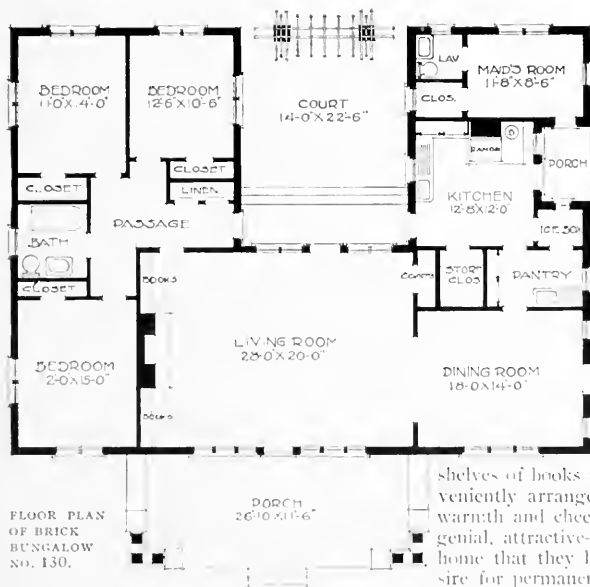 BEDROOM
11-0"X.4'-0"
BEDROOM
12'-6"X10'-6"
COURT
14'-0"X22'-6"
LAV
MAID'S ROOM
11'-8"X8'-6"
CLOS.
RANGE
PORCH
CLOSET
CLOSET
LINEN
KITCHEN
12'-8"X12'-0"
BATH
PASSAGE
ICE BOX
CLOSET
BOOKS
COATS
STORE
CLOS
PANTRY
BEDROOM
2'-0"X15'-0"
LIVING ROOM
28'-0"X20'-0"
DINING ROOM
18'-0"X14'-0"
BOOKS
PORCH
26'-10"X11'-6"
FLOOR PLAN
OF BRICK
BUNGALOW
NO. 130.
shelves of books
veniently arrange
warmth and chee
genial, attractive-
home that they h
sire for permanen